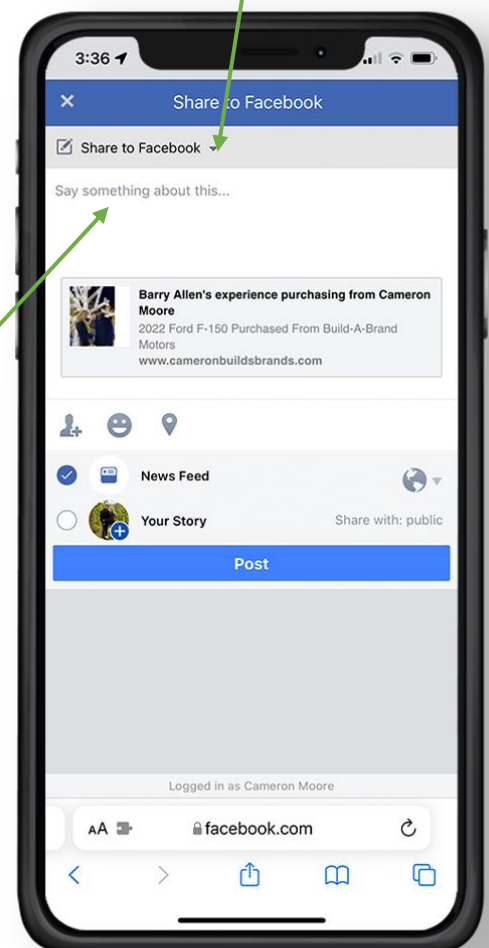 3:36
× Share to Facebook
Share to Facebook
Say something about this...
Barry Allen's experience purchasing from Cameron
Moore
2022 Ford F-150 Purchased From Build-A-Brand
Motors
www.cameronbuildsbrands.com
News Feed
Your Story Share with: public
Post
Logged in as Cameron Moore
AA facebook.com